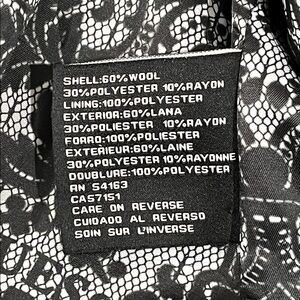 SHELL:60%WOOL
30%POLYESTER 10%RAYON
LINING:100%POLYESTER
EXTERIOR:60%LANA
30%POLIESTER 10%RAYON
FORRO:100%POLIESTER
EXTERIEUR:60%LAINE
30%POLYESTER 10%RAYONNE
DOUBLURE:100%POLYESTER
RN 54163
CA57151
CARE ON REVERSE
CUIDADO AL REVERSO
SOIN SUR L'INVERSE